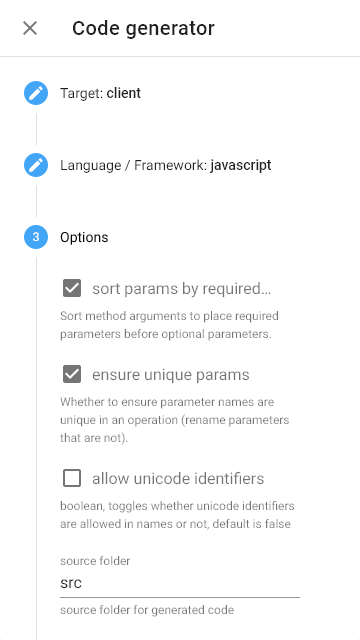 Code generator
Target: client
Language / Framework: javascript
3 Options
sort params by required...
Sort method arguments to place required
parameters before optional parameters.
ensure unique params
Whether to ensure parameter names are
unique in an operation (rename parameters
that are not).
allow unicode identifiers
boolean, toggles whether unicode identifiers
are allowed in names or not, default is false
source folder
src
source folder for generated code